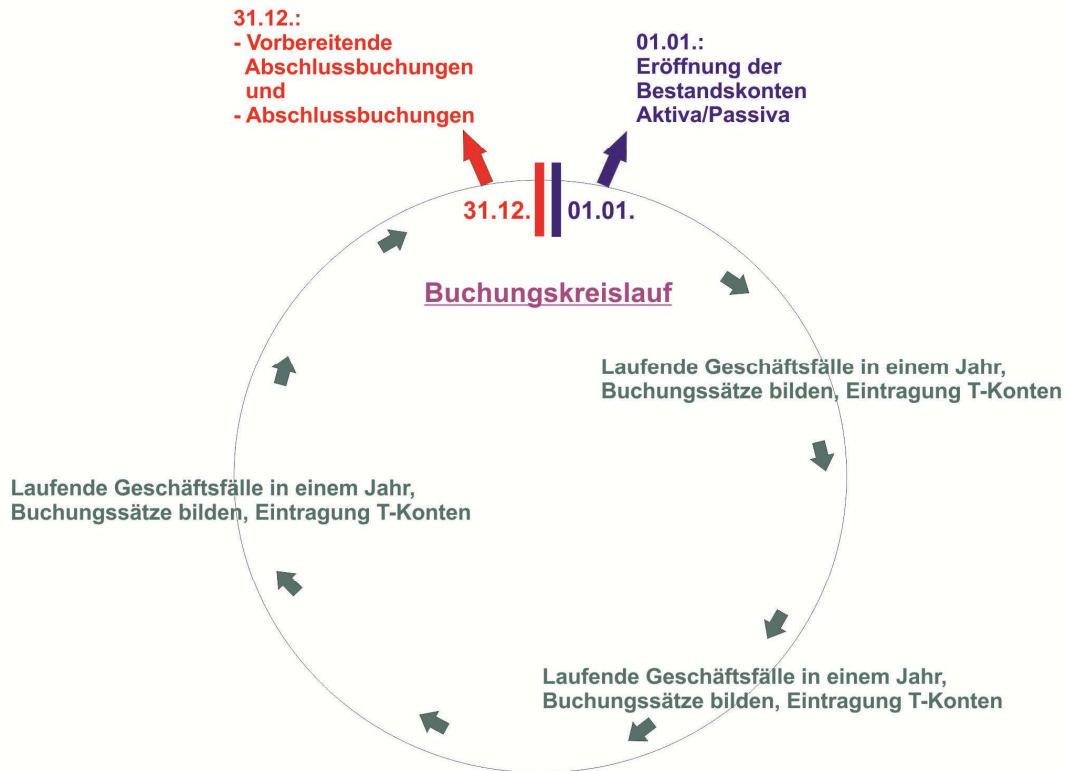 31.12.:
- Vorbereitende
Abschlussbuchungen
und
- Abschlussbuchungen
01.01.:
Eröffnung der
Bestandskonten
Aktiva/Passiva
31.12.
01.01.
Buchungskreislauf
Laufende Geschäftsfälle in einem Jahr,
Buchungssätze bilden, Eintragung T-Konten
Laufende Geschäftsfälle in einem Jahr,
Buchungssätze bilden, Eintragung T-Konten
Laufende Geschäftsfälle in einem Jahr,
Buchungssätze bilden, Eintragung T-Konten